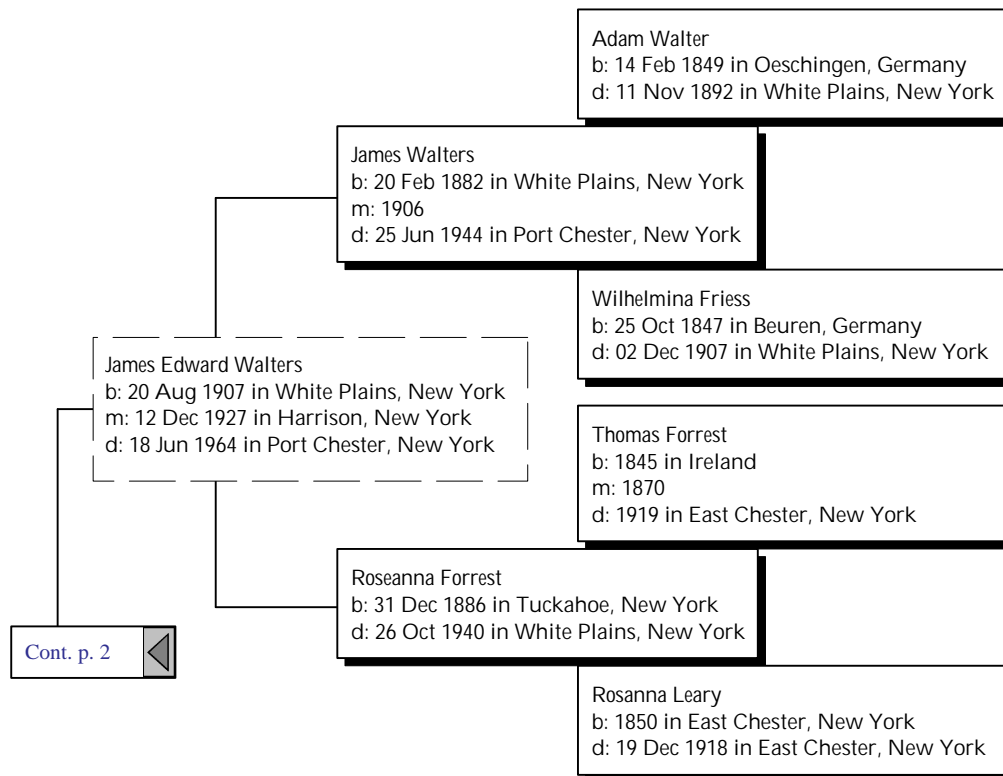 Adam Walter
b: 14 Feb 1849 in Oeschingen, Germany
d: 11 Nov 1892 in White Plains, New York
James Walters
b: 20 Feb 1882 in White Plains, New York
m: 1906
d: 25 Jun 1944 in Port Chester, New York
Wilhelmina Friess
b: 25 Oct 1847 in Beuren, Germany
d: 02 Dec 1907 in White Plains, New York
James Edward Walters
b: 20 Aug 1907 in White Plains, New York
m: 12 Dec 1927 in Harrison, New York
d: 18 Jun 1964 in Port Chester, New York
Thomas Forrest
b: 1845 in Ireland
m: 1870
d: 1919 in East Chester, New York
Roseanna Forrest
b: 31 Dec 1886 in Tuckahoe, New York
d: 26 Oct 1940 in White Plains, New York
Cont. p. 2
Rosanna Leary
b: 1850 in East Chester, New York
d: 19 Dec 1918 in East Chester, New York